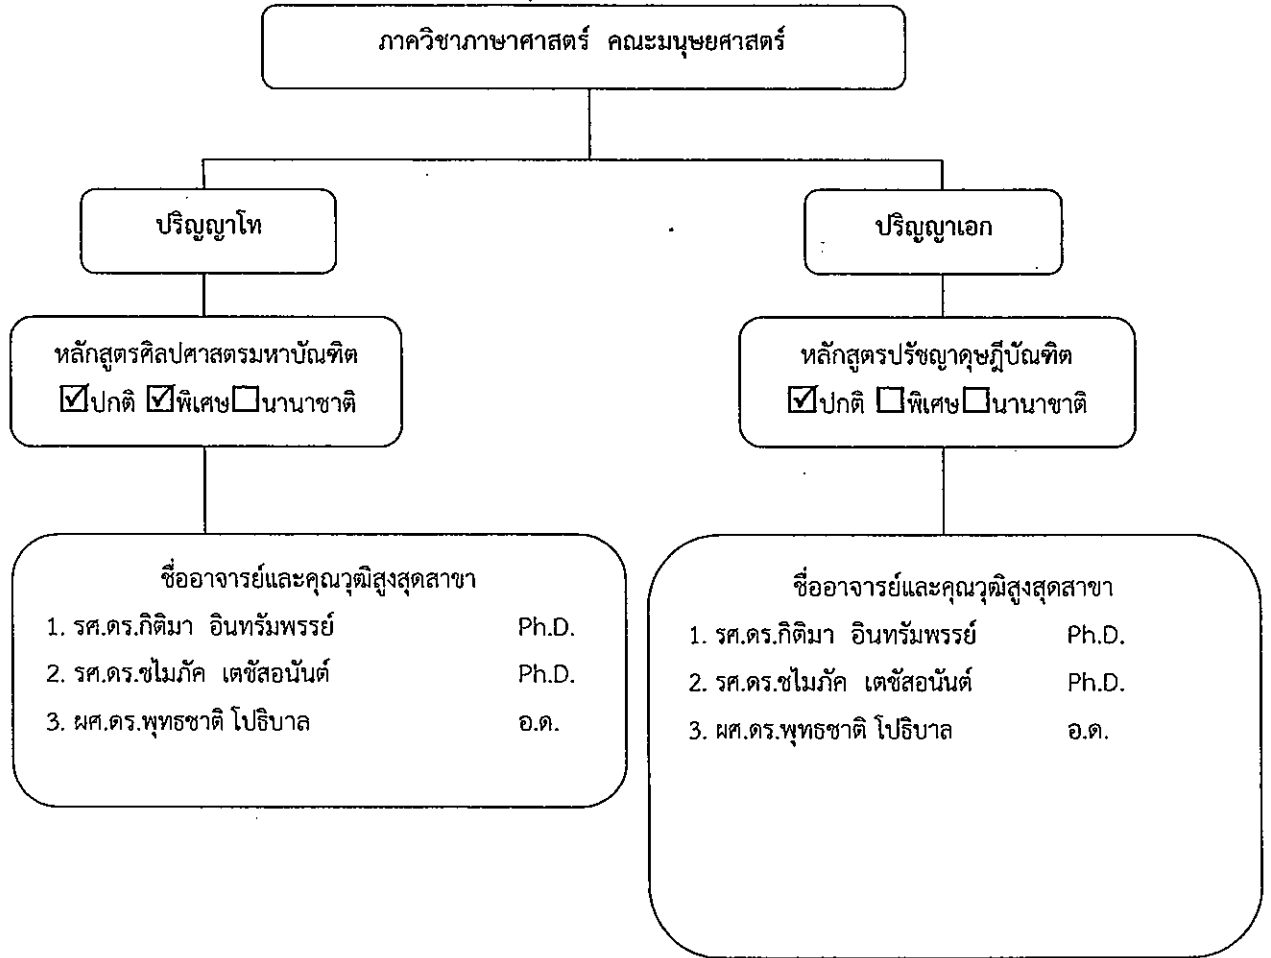 ภาควิชาภาษาศาสตร์ คณะมนุษยศาสตร์
ปริญญาโท
หลักสูตรศิลปศาสตรมหาบัณฑิต
☑ปกติ ☑พิเศษ☐นานาชาติ
ชื่ออาจารย์และคุณวุฒิสูงสุดสาขา
1. รศ.ดร.กิติมา อินทรัมพรรย์ Ph.D.
2. รศ.ดร.ชไมภัค เตชัสอนันต์ Ph.D.
3. ผศ.ดร.พุทธชาติ โปธิบาล อ.ด.
ปริญญาเอก
หลักสูตรปรัชญาดุษฎีบัณฑิต
☑ปกติ ☐พิเศษ☐นานาชาติ
ชื่ออาจารย์และคุณวุฒิสูงสุดสาขา
1. รศ.ดร.กิติมา อินทรัมพรรย์ Ph.D.
2. รศ.ดร.ชไมภัค เตชัสอนันต์ Ph.D.
3. ผศ.ดร.พุทธชาติ โปธิบาล อ.ด.